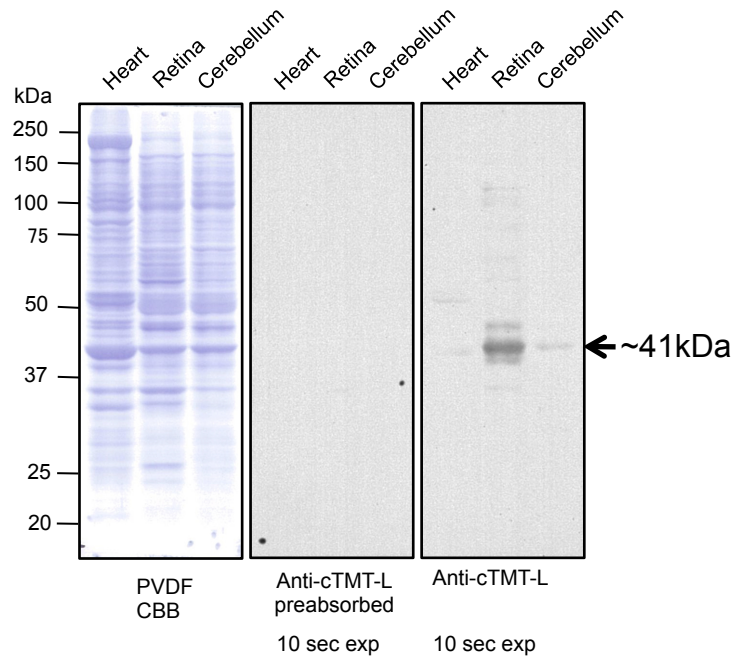 Heart Retina Cerebellum Heart Retina Cerebellum Heart Retina Cerebellum
kDa
250
150
100
75
50
~41kDa
37
25
20
PVDF
CBB
Anti-cTMT-L
preabsorbed
10 sec exp
Anti-cTMT-L
10 sec exp